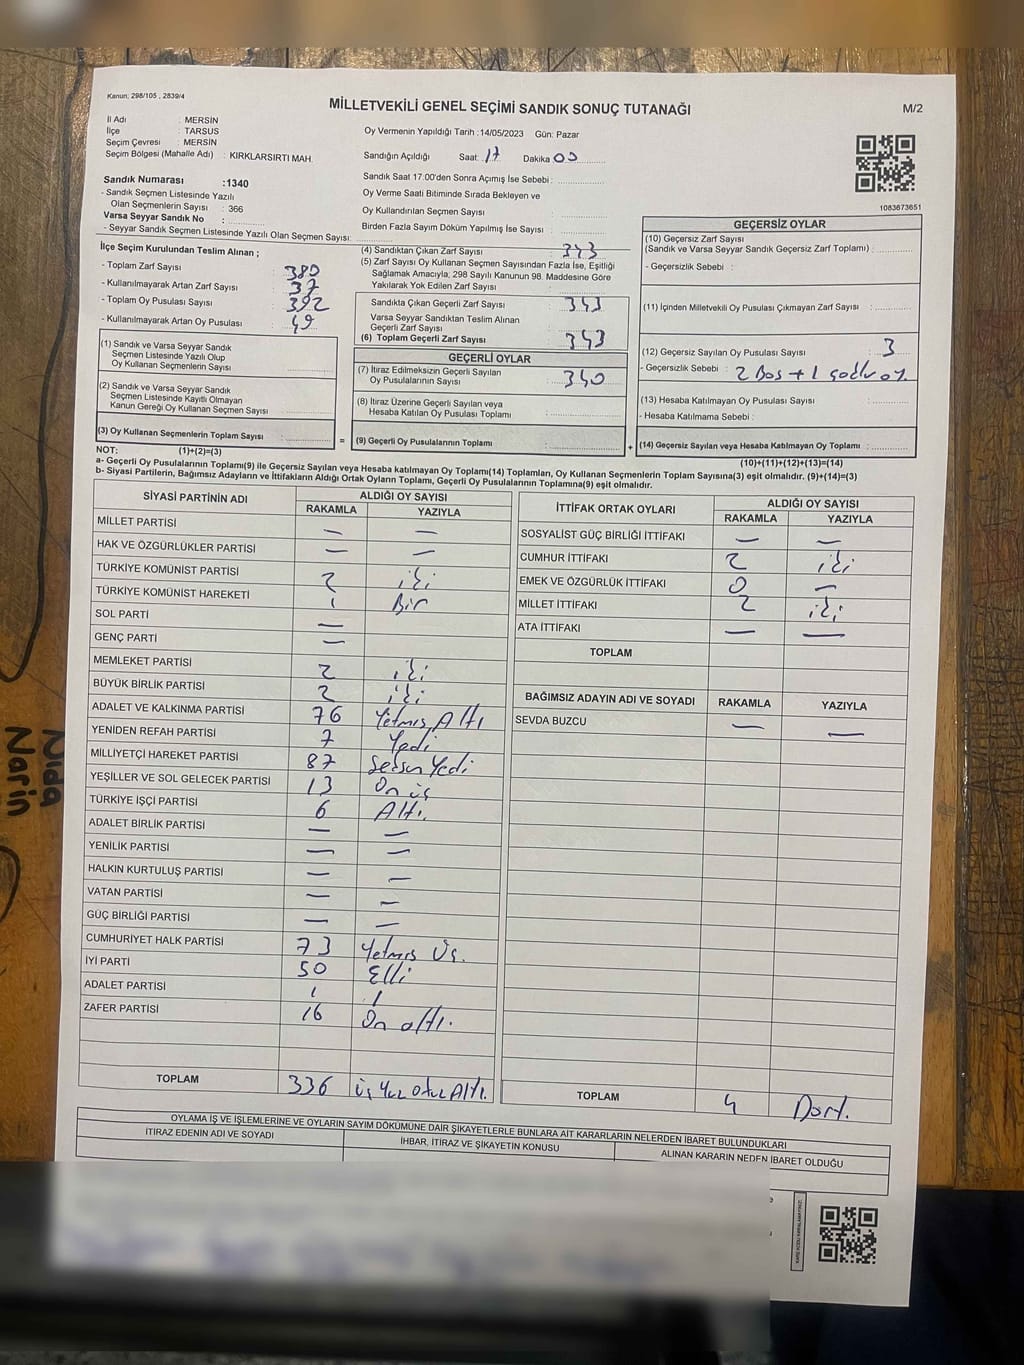 Kanun; 298/105 , 2839/4
MİLLETVEKİLİ GENEL SEÇİMİ SANDIK SONUÇ TUTANAĞI
M/2
İl Adı : MERSİN
İlçe : TARSUS
Seçim Çevresi : MERSİN
Seçim Bölgesi (Mahalle Adı) : KIRKLARSIRTI MAH.
Oy Vermenin Yapıldığı Tarih :14/05/2023 Gün: Pazar
Sandığın Açıldığı Saat: 17 Dakika 05
Sandık Saat 17.00'den Sonra Açımış İse Sebebi :
Oy Verme Saati Bitiminde Sırada Bekleyen ve
Oy Kullandırılan Seçmen Sayısı :
Birden Fazla Sayım Döküm Yapılmış İse Sayısı :
1083873651
Sandık Numarası :1340
- Sandık Seçmen Listesinde Yazılı
Olan Seçmenlerin Sayısı : 366
Varsa Seyyar Sandık No :
- Seyyar Sandık Seçmen Listesinde Yazılı Olan Seçmen Sayısı:
İlçe Seçim Kurulundan Teslim Alınan ;
- Toplam Zarf Sayısı : 380
- Kullanılmayarak Artan Zarf Sayısı : 37
- Toplam Oy Pusulası Sayısı : 392
- Kullanılmayarak Artan Oy Pusulası : 49
(1) Sandık ve Varsa Seyyar Sandık
Seçmen Listesinde Yazılı Olup
Oy Kullanan Seçmenlerin Sayısı :
(2) Sandık ve Varsa Seyyar Sandık
Seçmen Listesinde Kayıtlı Olmayan
Kanun Gereği Oy Kullanan Seçmen Sayısı :
(3) Oy Kullanan Seçmenlerin Toplam Sayısı :
(4) Sandıktan Çıkan Zarf Sayısı : 343
(5) Zarf Sayısı Oy Kullanan Seçmen Sayısından Fazla İse, Eşitliği
Sağlamak Amacıyla, 298 Sayılı Kanunun 98. Maddesine Göre
Yakılarak Yok Edilen Zarf Sayısı :
Sandıkta Çıkan Geçerli Zarf Sayısı : 343
Varsa Seyyar Sandıktan Teslim Alınan
Geçerli Zarf Sayısı :
(6) Toplam Geçerli Zarf Sayısı : 343
GEÇERLİ OYLAR
(7) İtiraz Edilmeksizin Geçerli Sayılan
Oy Pusulalarının Sayısı : 340
(8) İtiraz Üzerine Geçerli Sayılan veya
Hesaba Katılan Oy Pusulası Toplamı :
= (9) Geçerli Oy Pusulalarının Toplamı :
GEÇERSİZ OYLAR
(10) Geçersiz Zarf Sayısı
(Sandık ve Varsa Seyyar Sandık Geçersiz Zarf Toplamı) :
- Geçersizlik Sebebi :
(11) İçinden Milletvekili Oy Pusulası Çıkmayan Zarf Sayısı :
(12) Geçersiz Sayılan Oy Pusulası Sayısı : 3
- Geçersizlik Sebebi : 2 Boş + 1
(13) Hesaba Katılmayan Oy Pusulası Sayısı :
- Hesaba Katılmama Sebebi :
+ (14) Geçersiz Sayılan veya Hesaba Katılmayan Oy Toplamı :
NOT: (1)+(2)=(3)
(10)+(11)+(12)+(13)=(14)
a- Geçerli Oy Pusulalarının Toplamı(9) ile Geçersiz Sayılan veya Hesaba katılmayan Oy Toplamı(14) Toplamları, Oy Kullanan Seçmenlerin Toplam Sayısına(3) eşit olmalıdır. (9)+(14)=(3)
b- Siyasi Partilerin, Bağımsız Adayların ve İttifakların Aldığı Ortak Oyların Toplamı, Geçerli Oy Pusulalarının Toplamına(9) eşit olmalıdır.
SİYASİ PARTİNİN ADI
ALDIĞI OY SAYISI
RAKAMLA YAZIYLA
MİLLET PARTİSİ — —
HAK VE ÖZGÜRLÜKLER PARTİSİ — —
TÜRKİYE KOMÜNİST PARTİSİ 2 iki
TÜRKİYE KOMÜNİST HAREKETİ 1 Bir
SOL PARTİ —
GENÇ PARTİ —
MEMLEKET PARTİSİ 2 iki
BÜYÜK BİRLİK PARTİSİ 2 iki
ADALET VE KALKINMA PARTİSİ 76 Yetmiş Altı
YENİDEN REFAH PARTİSİ 7 Yedi
MİLLİYETÇİ HAREKET PARTİSİ 87 Seksen Yedi
YEŞİLLER VE SOL GELECEK PARTİSİ 13 On üç
TÜRKİYE İŞÇİ PARTİSİ 6 Altı.
ADALET BİRLİK PARTİSİ — —
YENİLİK PARTİSİ — —
HALKIN KURTULUŞ PARTİSİ — —
VATAN PARTİSİ — —
GÜÇ BİRLİĞİ PARTİSİ — —
CUMHURİYET HALK PARTİSİ 73 Yetmiş Üç.
İYİ PARTİ 50 Elli
ADALET PARTİSİ 1 1
ZAFER PARTİSİ 16 On altı.
TOPLAM 336 üç Yüz Otuz Altı.
İTTİFAK ORTAK OYLARI
ALDIĞI OY SAYISI
RAKAMLA YAZIYLA
SOSYALİST GÜÇ BİRLİĞİ İTTİFAKI — —
CUMHUR İTTİFAKI 2 iki
EMEK VE ÖZGÜRLÜK İTTİFAKI 0 —
MİLLET İTTİFAKI 2 iki
ATA İTTİFAKI — —
TOPLAM
BAĞIMSIZ ADAYIN ADI VE SOYADI RAKAMLA YAZIYLA
SEVDA BUZCU — —
TOPLAM 4 Dört.
OYLAMA İŞ VE İŞLEMLERİNE VE OYLARIN SAYIM DÖKÜMÜNE DAİR ŞİKAYETLERLE BUNLARA AİT KARARLARIN NELERDEN İBARET BULUNDUKLARI
İTİRAZ EDENİN ADI VE SOYADI
İHBAR, İTİRAZ VE ŞİKAYETİN KONUSU
ALINAN KARARIN NEDEN İBARET OLDUĞU
Nida
Narin